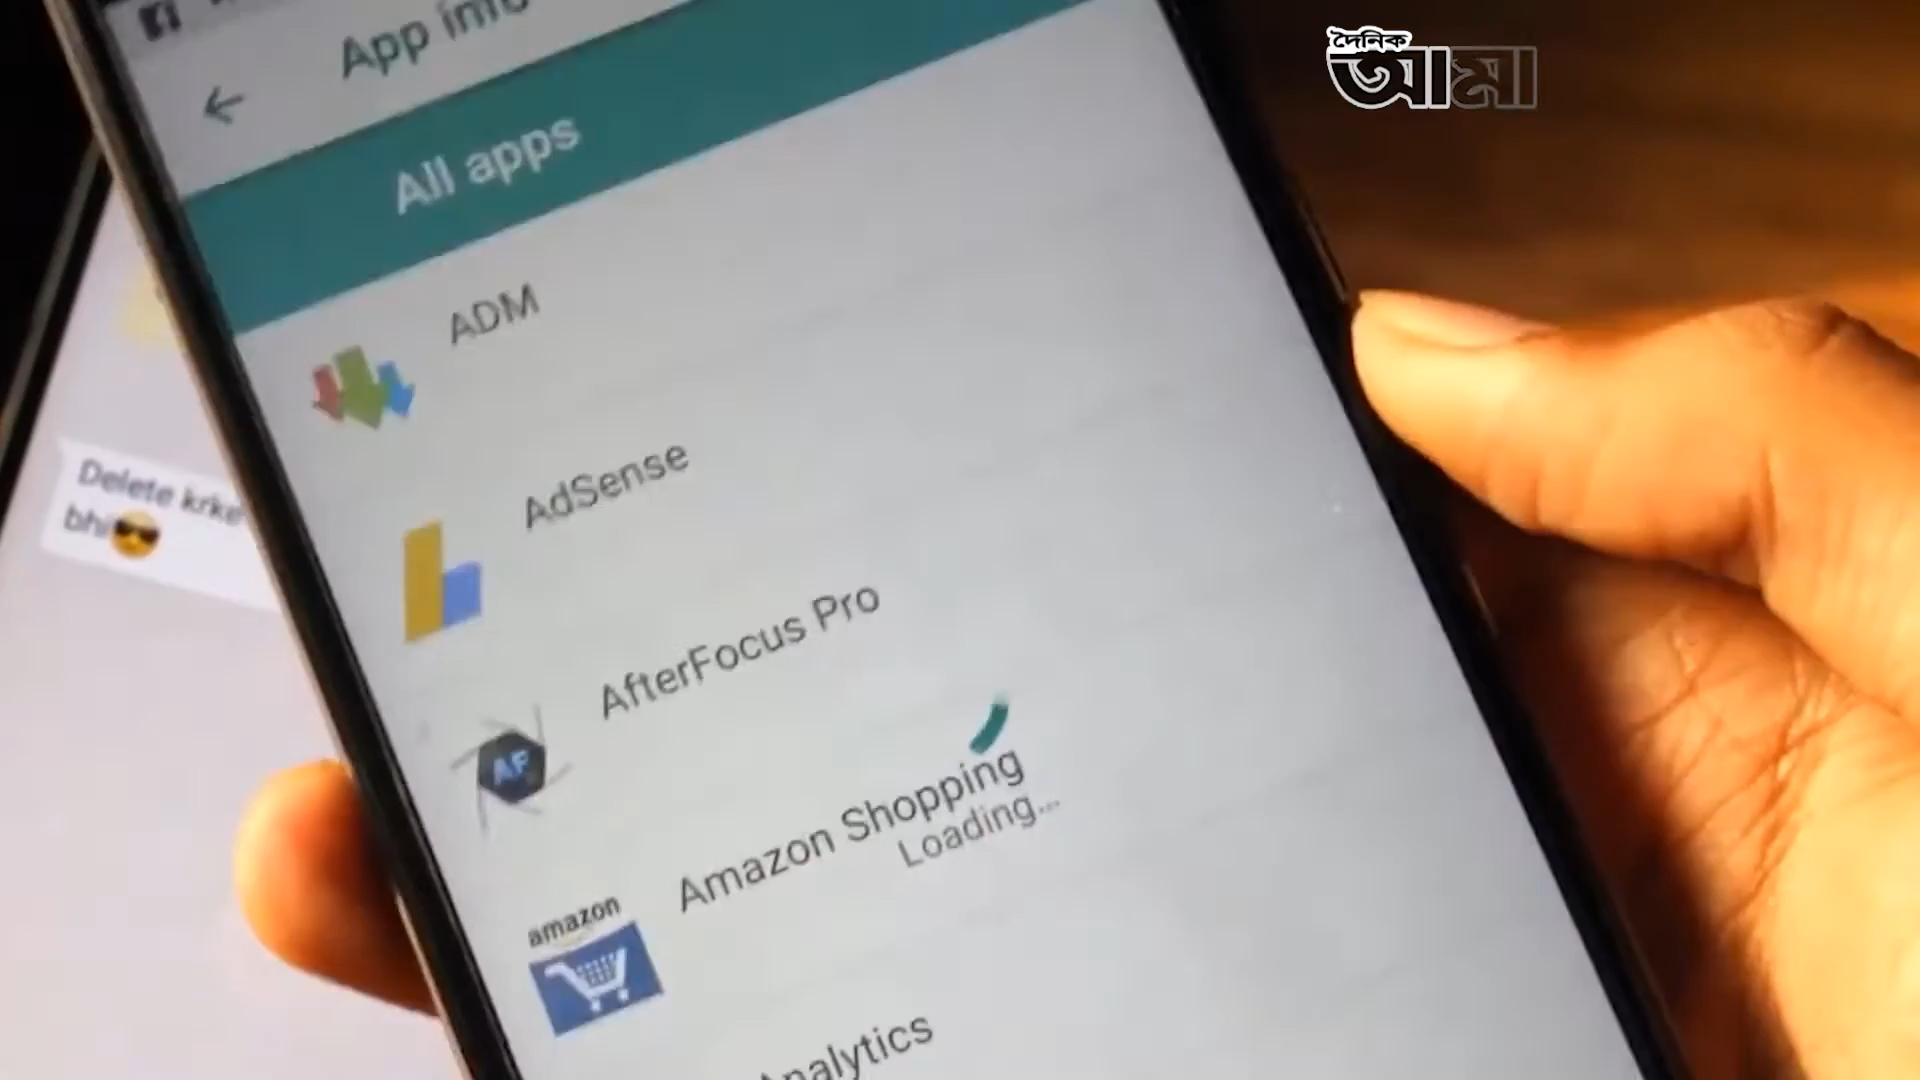 দৈনিক
আমা
App info
All apps
ADM
AdSense
AfterFocus Pro
AF
Amazon Shopping
Loading...
amazon
Analytics
Delete krke
bhi😎